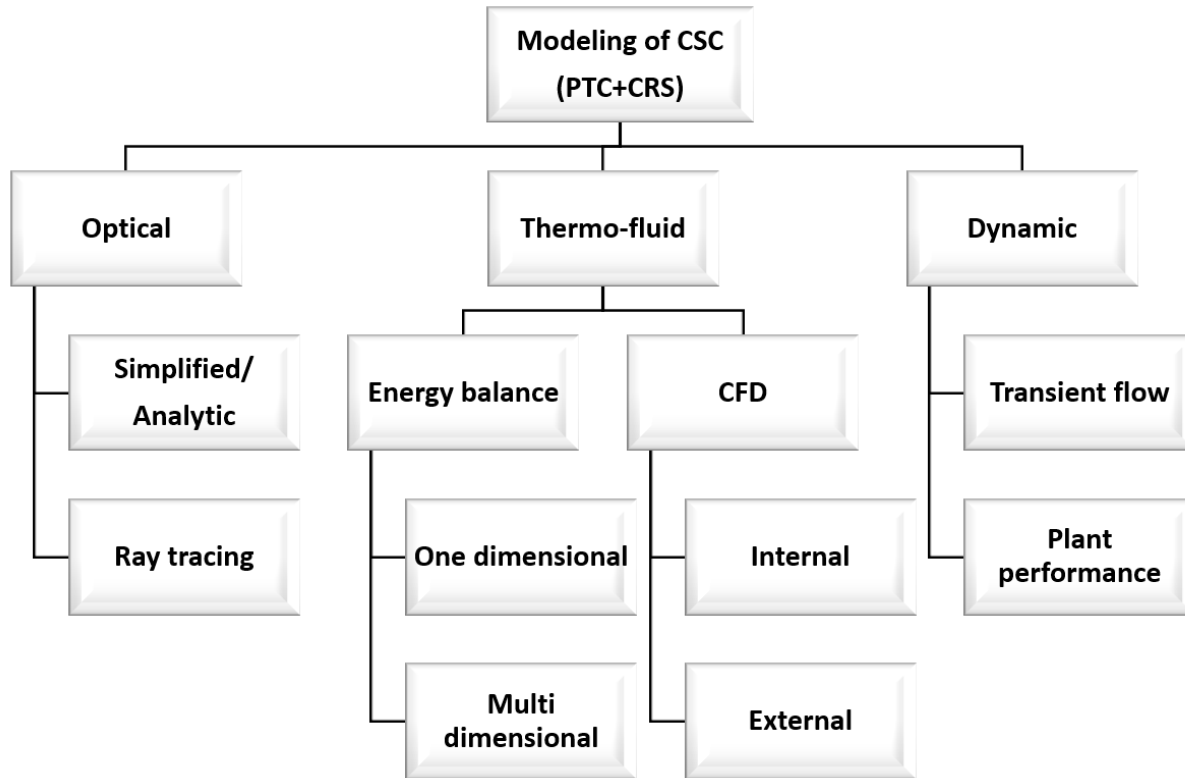 Modeling of CSC
(PTC+CRS)
Optical
Thermo-fluid
Dynamic
Simplified/
Analytic
Energy balance
CFD
Transient flow
Ray tracing
One dimensional
Internal
Plant
performance
Multi
dimensional
External